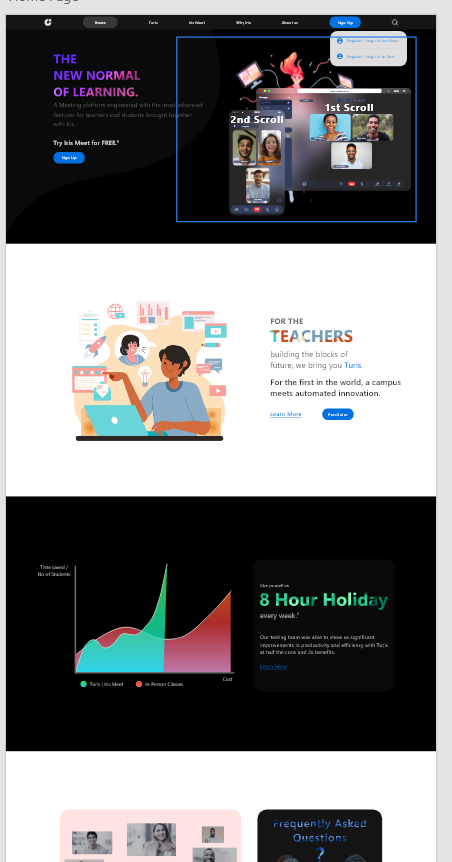 Home Page
Home
Turis
Iris Meet
Why Iris
About us
Sign Up
Register | Login to Iris Meet
Register | Login to Turis
THE
NEW NORMAL
OF LEARNING.
A Meeting platform engineered with the most advanced
features for teachers and students brought together
with Iris.
Try Iris Meet for FREE.¹
Sign Up
1st Scroll
2nd Scroll
FOR THE
TEACHERS
building the blocks of
future, we bring you Turis.
For the first in the world, a campus
meets automated innovation.
Learn More
Time saved /
No of Students
Cost
Turis | Iris Meet
In-Person Classes
Give yourself an
8 Hour Holiday
every week.²
Our testing team was able to show us significant
improvements in productivity and efficiency with Turis
at half the cons and 2x benefits.
Learn More
Frequently Asked
Questions
?